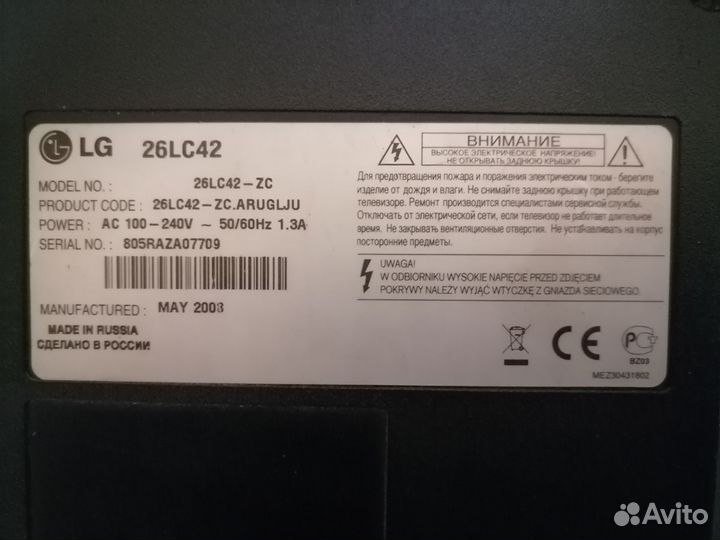 LG 26LC42
MODEL NO. : 26LC42-ZC
PRODUCT CODE : 26LC42-ZC.ARUGLJU
POWER : AC 100-240V ~ 50/60Hz 1.3A
SERIAL NO. : 805RAZA07709
MANUFACTURED : MAY 2008
MADE IN RUSSIA
СДЕЛАНО В РОССИИ
ВНИМАНИЕ
ВЫСОКОЕ ЭЛЕКТРИЧЕСКОЕ НАПРЯЖЕНИЕ!
НЕ ОТКРЫВАТЬ ЗАДНЮЮ КРЫШКУ!
Для предотвращения пожара и поражения электрическим током - берегите
изделие от дождя и влаги. Не снимайте заднюю крышку при работающем
телевизоре. Ремонт производится специалистами сервисной службы.
Отключать от электрической сети, если телевизор не работает длительное
время. Не закрывать вентиляционные отверстия. Не устанавливать на корпус
посторонние предметы.
UWAGA!
W ODBIORNIKU WYSOKIE NAPIĘCIE PRZED ZDJĘCIEM
POKRYWY NALEŻY WYJĄĆ WTYCZKĘ Z GNIAZDA SIECIOWEGO.
CE
PC
BZ03
MEZ30431802
Avito